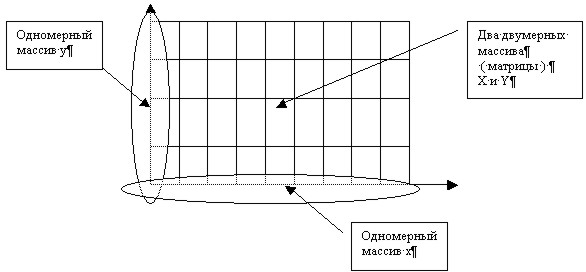 Одномерный·
массив·y¶
Два·двумерных·
массива¶
·(·матрицы·)·¶
X·и·Y¶
Одномерный·
массив·x¶